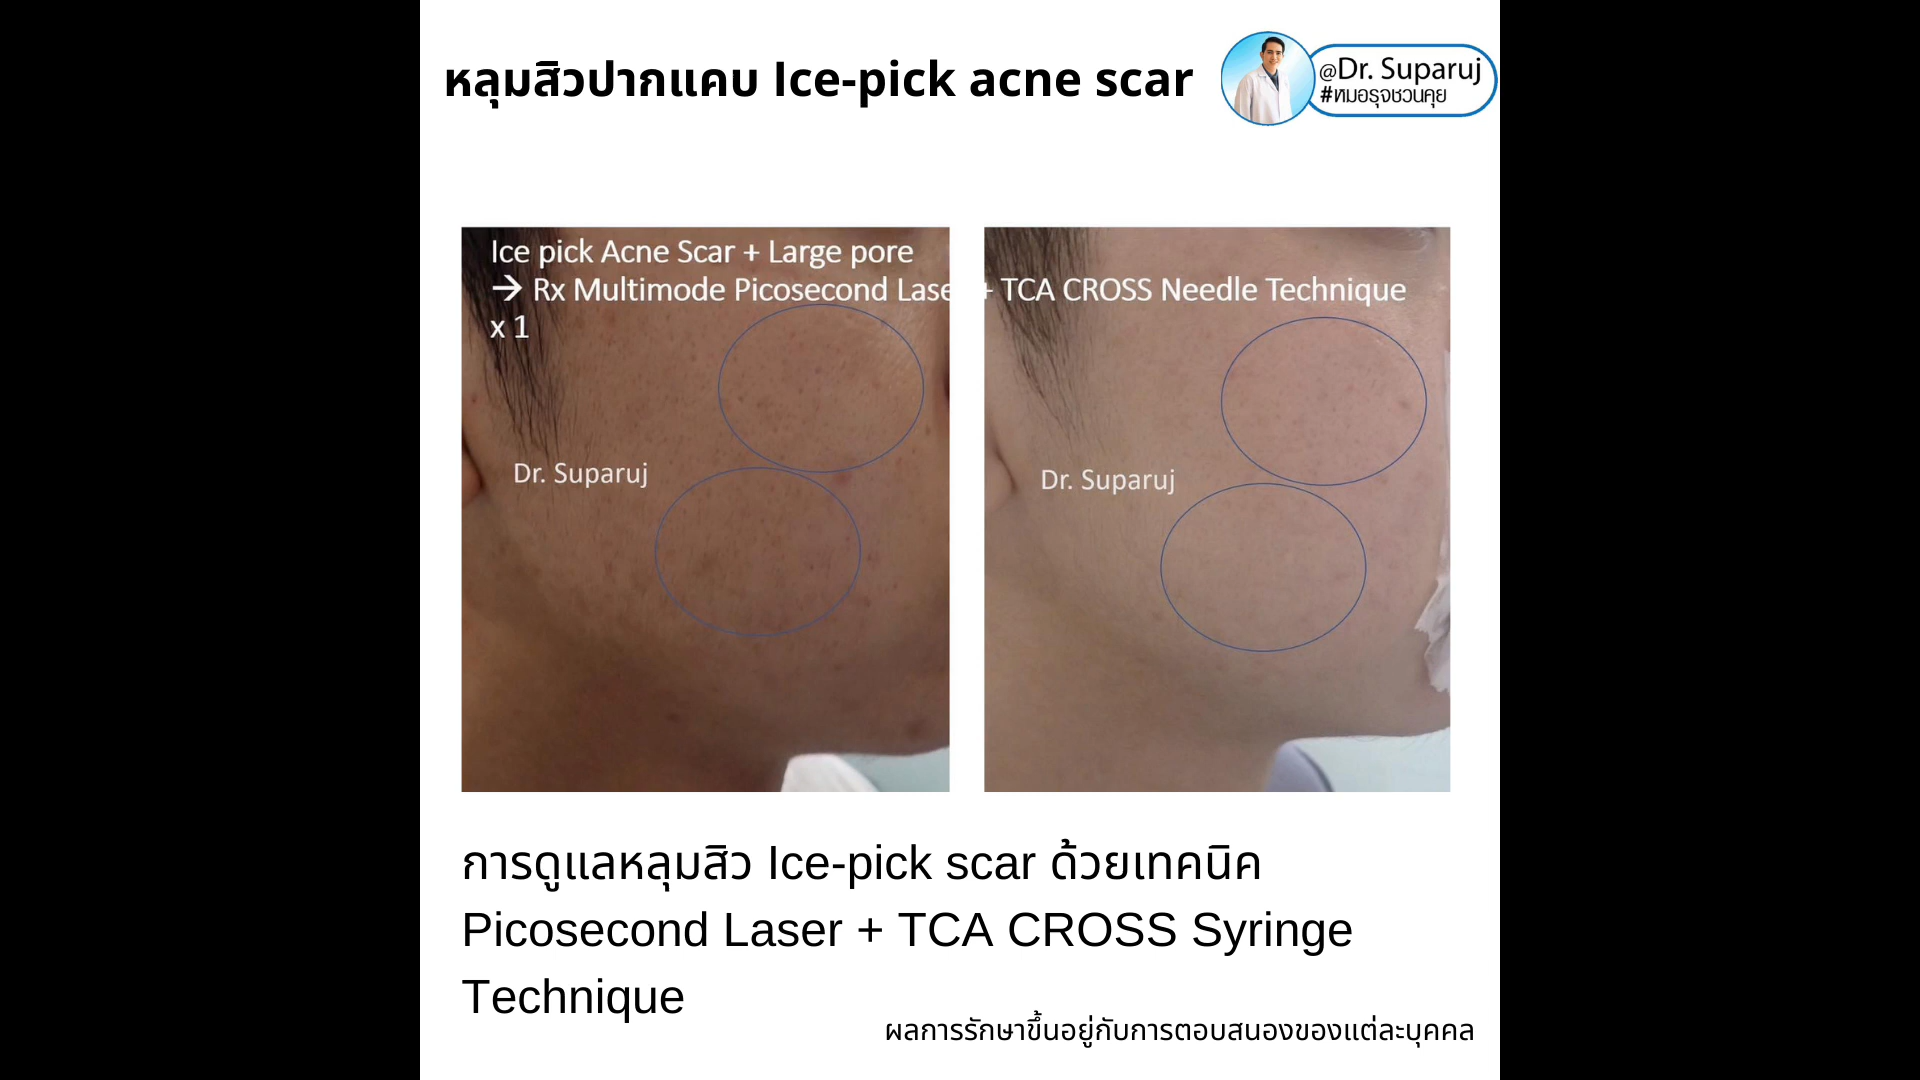 หลุมสิวปากแคบ Ice-pick acne scar
@Dr. Suparuj
#หมอรุจชวนคุย
Ice pick Acne Scar + Large pore
→ Rx Multimode Picosecond Lase + TCA CROSS Needle Technique
x 1
Dr. Suparuj
Dr. Suparuj
การดูแลหลุมสิว Ice-pick scar ด้วยเทคนิค
Picosecond Laser + TCA CROSS Syringe
Technique
ผลการรักษาขึ้นอยู่กับการตอบสนองของแต่ละบุคคล